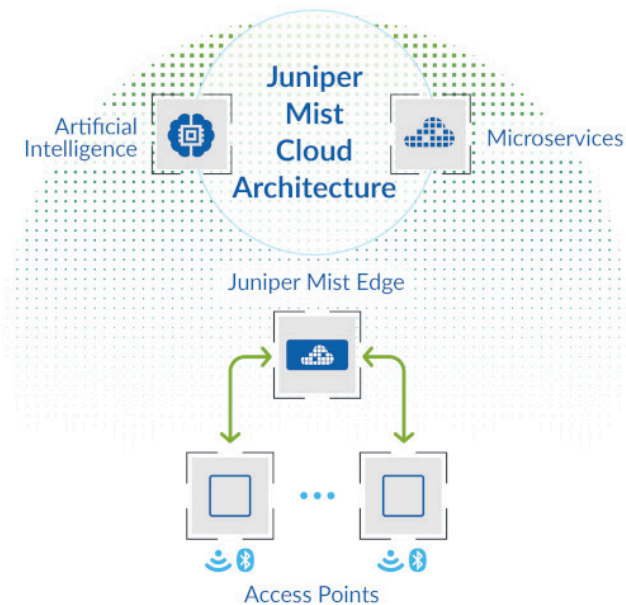 Juniper
Mist
Cloud
Architecture
Artificial
Intelligence
Microservices
Juniper Mist Edge
Access Points